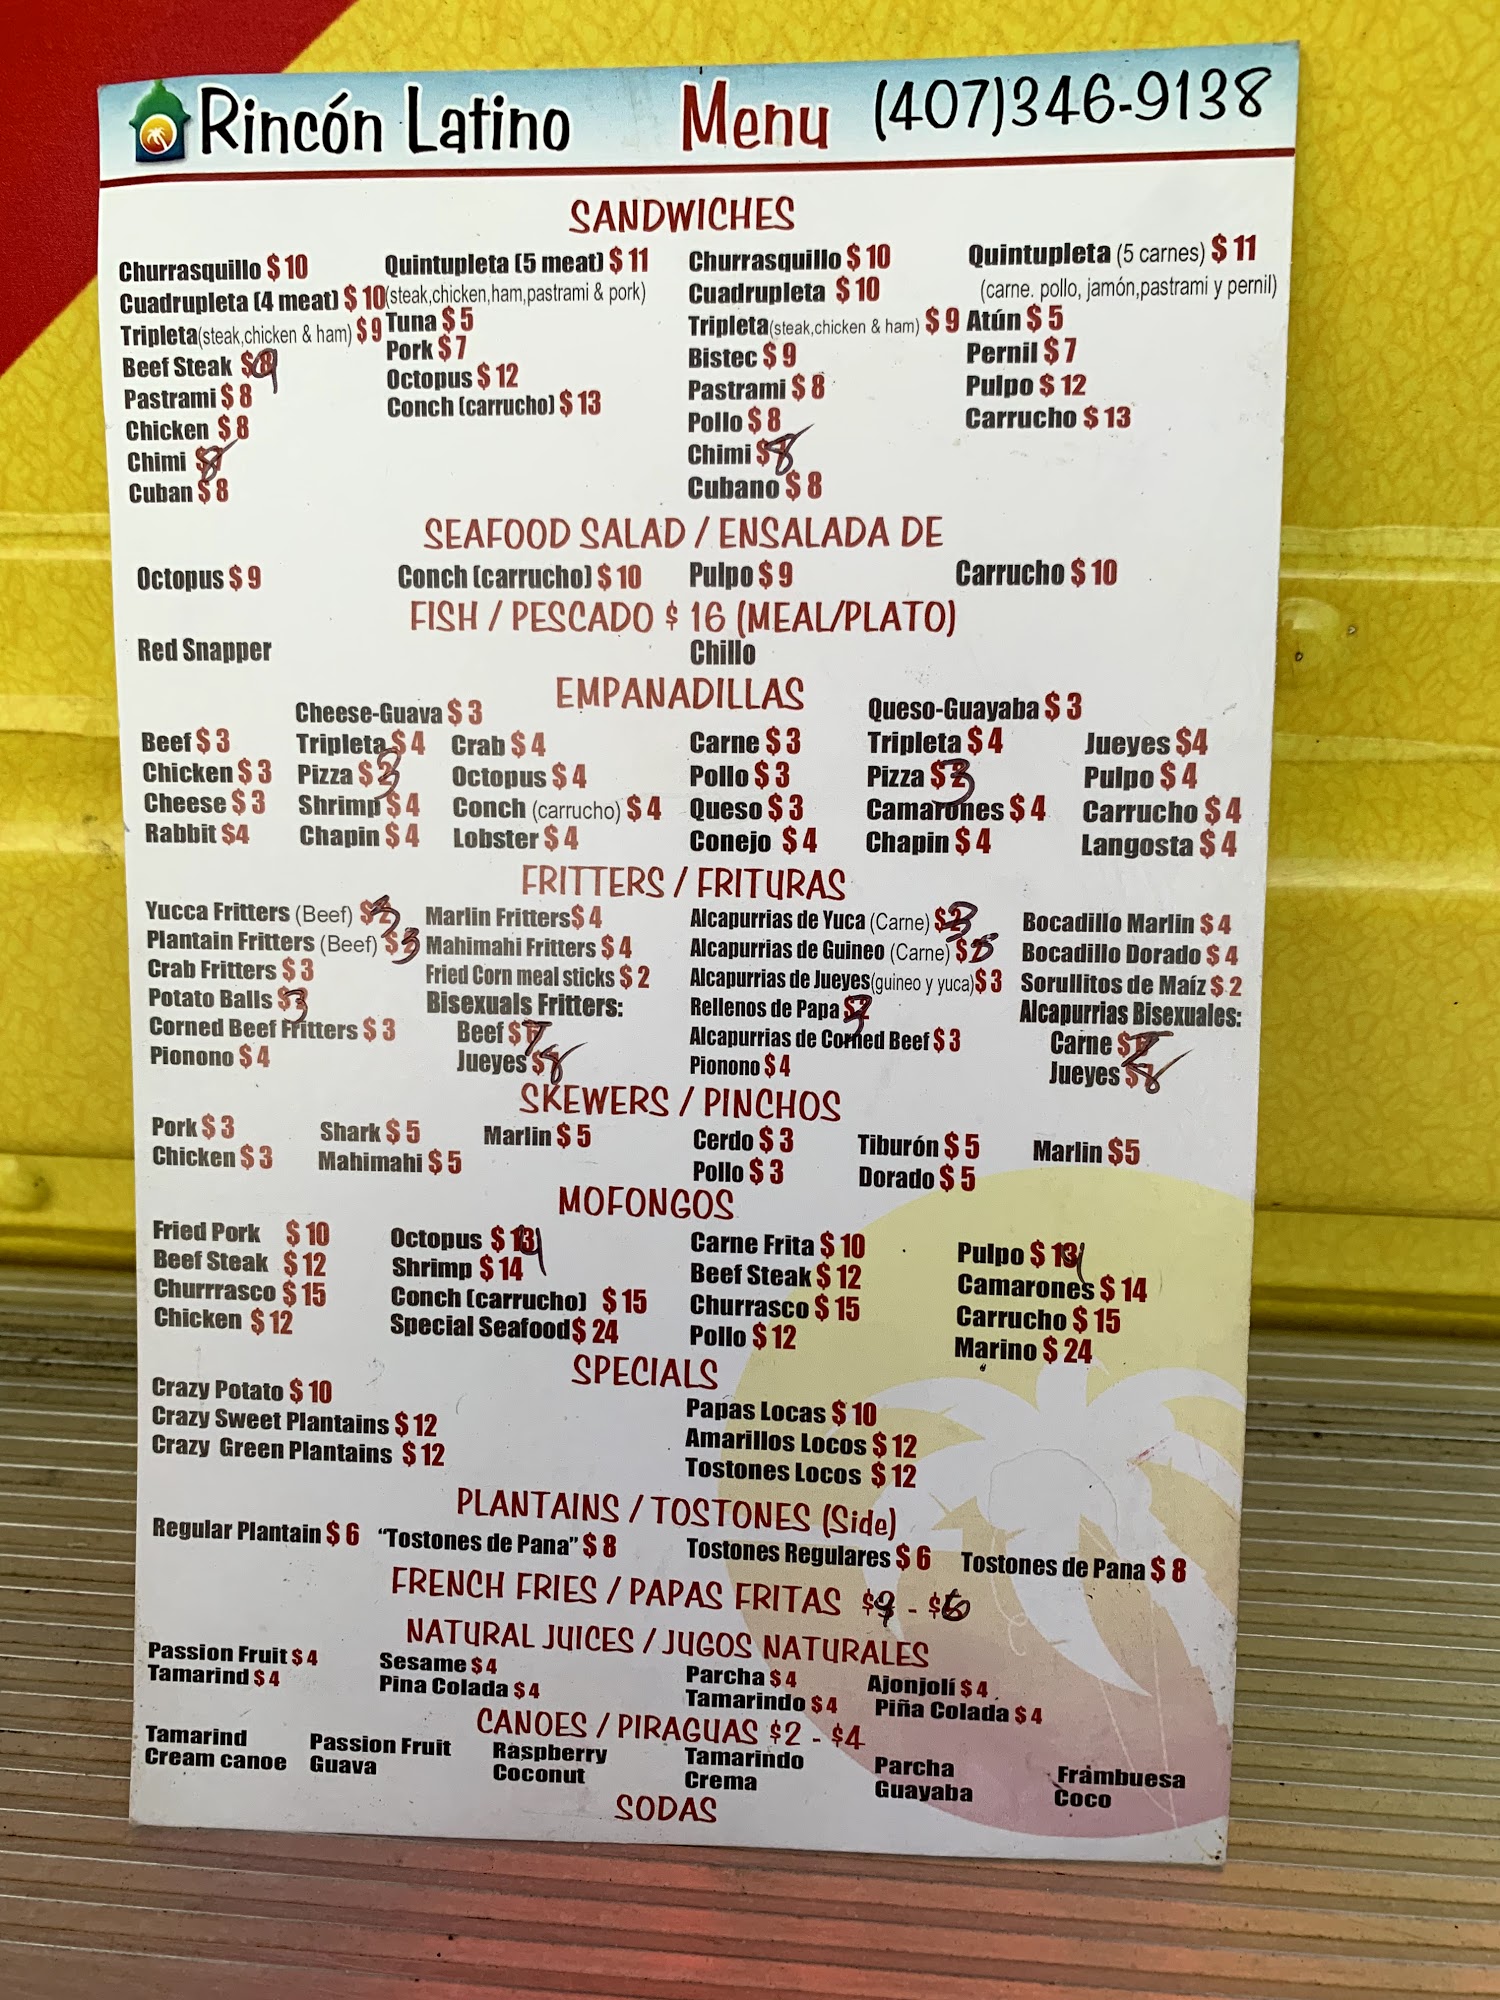 Rincón Latino Menu (407)346-9138
SANDWICHES
Churrasquillo $ 10
Cuadrupleta (4 meat) $ 10
Tripleta(steak,chicken & ham) $ 9
Beef Steak $ 9
Pastrami $ 8
Chicken $ 8
Chimi $ 8
Cuban $ 8
Quintupleta (5 meat) $ 11
(steak,chicken,ham,pastrami & pork)
Tuna $ 5
Pork $ 7
Octopus $ 12
Conch (carrucho) $ 13
Churrasquillo $ 10
Cuadrupleta $ 10
Tripleta(steak,chicken & ham) $ 9
Bistec $ 9
Pastrami $ 8
Pollo $ 8
Chimi $ 8
Cubano $ 8
Quintupleta (5 carnes) $ 11
(carne. pollo, jamón,pastrami y pernil)
Atún $ 5
Pernil $ 7
Pulpo $ 12
Carrucho $ 13
SEAFOOD SALAD / ENSALADA DE
Octopus $ 9 Conch (carrucho) $ 10 Pulpo $ 9 Carrucho $ 10
FISH / PESCADO $ 16 (MEAL/PLATO)
Red Snapper Chillo
EMPANADILLAS
Beef $ 3
Chicken $ 3
Cheese $ 3
Rabbit $4
Cheese-Guava $ 3
Tripleta $ 4
Pizza $ 3
Shrimp $ 4
Chapin $ 4
Crab $ 4
Octopus $ 4
Conch (carrucho) $ 4
Lobster $ 4
Carne $ 3
Pollo $ 3
Queso $ 3
Conejo $ 4
Queso-Guayaba $ 3
Tripleta $ 4
Pizza $ 3
Camarones $ 4
Chapin $ 4
Jueyes $4
Pulpo $ 4
Carrucho $ 4
Langosta $ 4
FRITTERS / FRITURAS
Yucca Fritters (Beef) $ 3
Plantain Fritters (Beef) $ 3
Crab Fritters $ 3
Potato Balls $ 3
Corned Beef Fritters $ 3
Pionono $ 4
Marlin Fritters$ 4
Mahimahi Fritters $ 4
Fried Corn meal sticks $ 2
Bisexuals Fritters:
Beef $ 7
Jueyes $ 8
Alcapurrias de Yuca (Carne) $ 3
Alcapurrias de Guineo (Carne) $
Alcapurrias de Jueyes(guineo y yuca)$ 3
Rellenos de Papa $ 3
Alcapurrias de Corned Beef $ 3
Pionono $ 4
Bocadillo Marlin $ 4
Bocadillo Dorado $ 4
Sorullitos de Maíz $ 2
Alcapurrias Bisexuales:
Carne $ 7
Jueyes $ 8
SKEWERS / PINCHOS
Pork $ 3
Chicken $ 3
Shark $ 5
Mahimahi $ 5
Marlin $ 5
Cerdo $ 3
Pollo $ 3
Tiburón $ 5
Dorado $ 5
Marlin $5
MOFONGOS
Fried Pork $ 10
Beef Steak $ 12
Churrrasco $ 15
Chicken $ 12
Octopus $
Shrimp $ 14
Conch (carrucho) $ 15
Special Seafood$ 24
Carne Frita $ 10
Beef Steak $ 12
Churrasco $ 15
Pollo $ 12
Pulpo $
Camarones $ 14
Carrucho $ 15
Marino $ 24
SPECIALS
Crazy Potato $ 10
Crazy Sweet Plantains $ 12
Crazy Green Plantains $ 12
Papas Locas $ 10
Amarillos Locos $ 12
Tostones Locos $ 12
PLANTAINS / TOSTONES (Side)
Regular Plantain $ 6 "Tostones de Pana" $ 8 Tostones Regulares $ 6 Tostones de Pana $ 8
FRENCH FRIES / PAPAS FRITAS $ - $
NATURAL JUICES / JUGOS NATURALES
Passion Fruit $ 4
Tamarind $ 4
Sesame $ 4
Pina Colada $ 4
Parcha $ 4
Tamarindo $ 4
Ajonjolí $ 4
Piña Colada $ 4
CANOES / PIRAGUAS $2 - $4
Tamarind
Cream canoe
Passion Fruit
Guava
Raspberry
Coconut
Tamarindo
Crema
Parcha
Guayaba
Frambuesa
Coco
SODAS